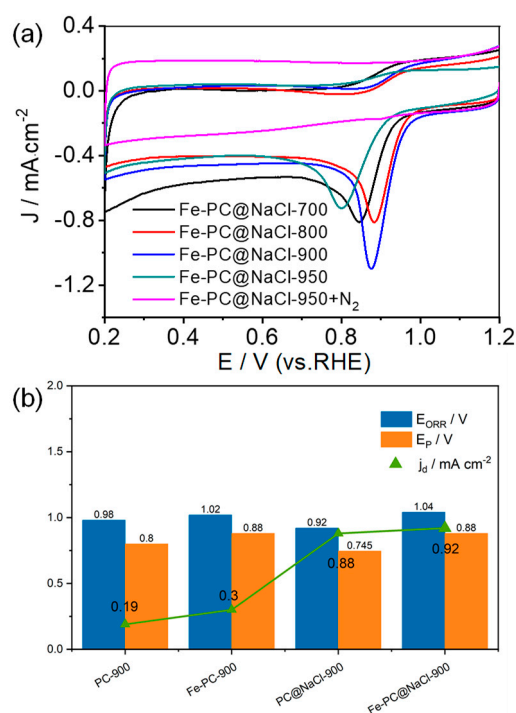 (a)
0.4
0.0
-0.4
-0.8
-1.2
J / mA.cm⁻²
Fe-PC@NaCl-700
Fe-PC@NaCl-800
Fe-PC@NaCl-900
Fe-PC@NaCl-950
Fe-PC@NaCl-950+N₂
0.2 0.4 0.6 0.8 1.0 1.2
E / V (vs.RHE)
(b)
2.0
1.5
1.0
0.5
0.0
E_ORR / V
E_P / V
j_d / mA cm⁻²
0.98 0.8 1.02 0.88 0.92 0.745 1.04 0.88
0.19 0.3 0.88 0.92
PC-900 Fe-PC-900 PC@NaCl-900 Fe-PC@NaCl-900